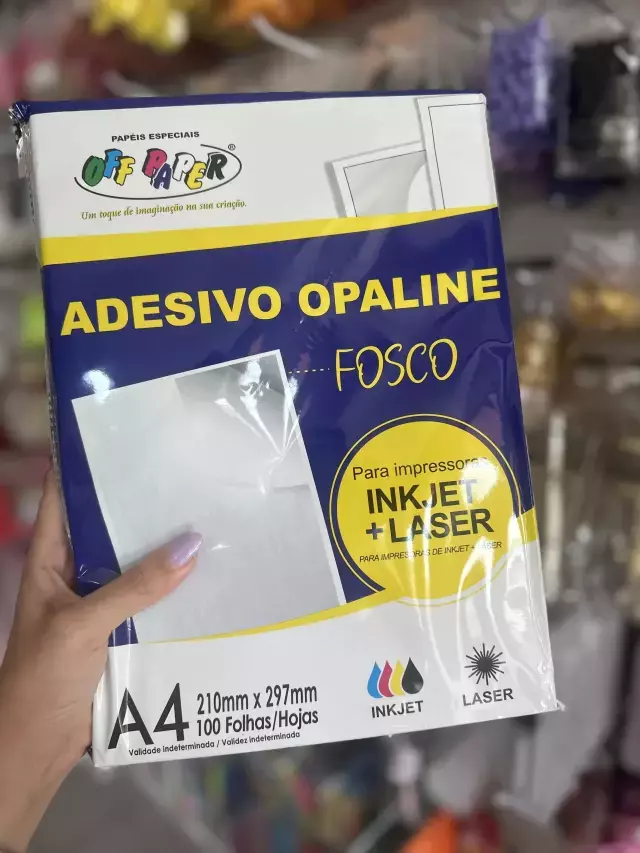 PAPÉIS ESPECIAIS
OFF PAPER®
Um toque de imaginação na sua criação.
ADESIVO OPALINE
FOSCO
Para impressoras
INKJET
+ LASER
PARA IMPRESORAS DE INKJET + LASER
A4
210mm x 297mm
100 Folhas/Hojas
Validade indeterminada / Validez indeterminada
INKJET
LASER